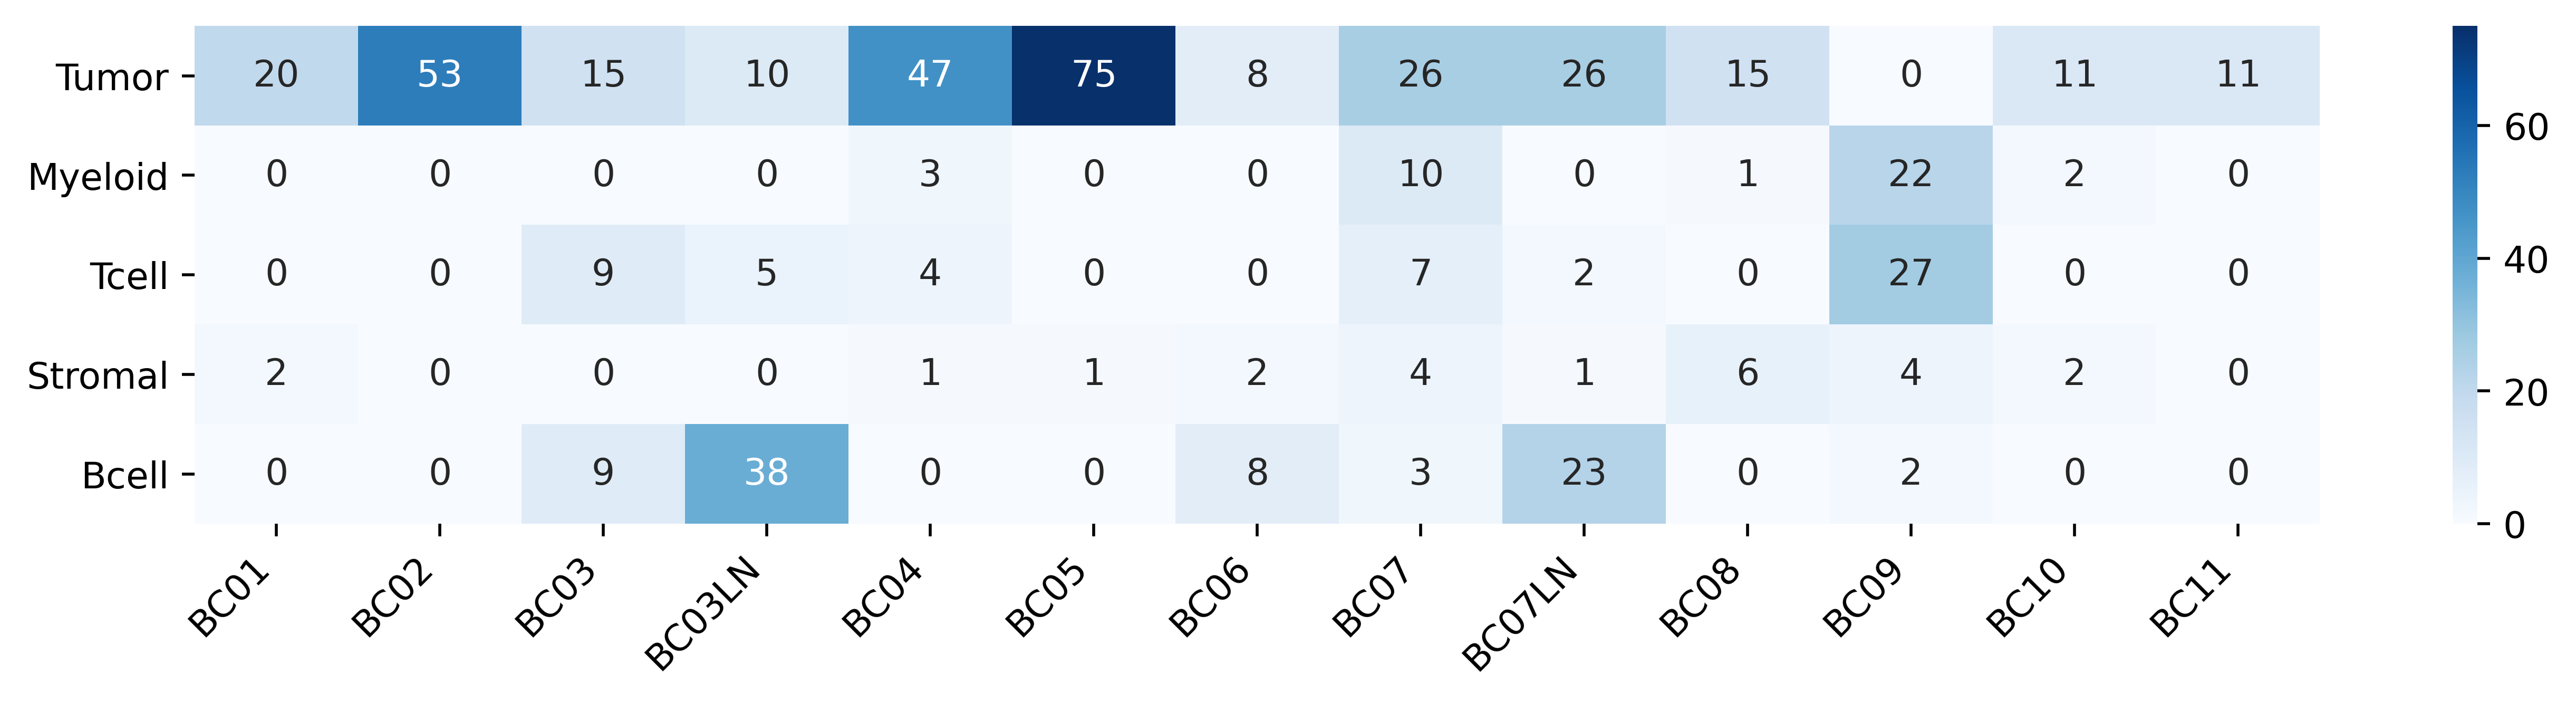 Tumor 20 53 15 10 47 75 8 26 26 15 0 11 11
Myeloid 0 0 0 0 3 0 0 10 0 1 22 2 0
Tcell 0 0 9 5 4 0 0 7 2 0 27 0 0
Stromal 2 0 0 0 1 1 2 4 1 6 4 2 0
Bcell 0 0 9 38 0 0 8 3 23 0 2 0 0
BC01 BC02 BC03 BC03LN BC04 BC05 BC06 BC07 BC07LN BC08 BC09 BC10 BC11
60
40
20
0